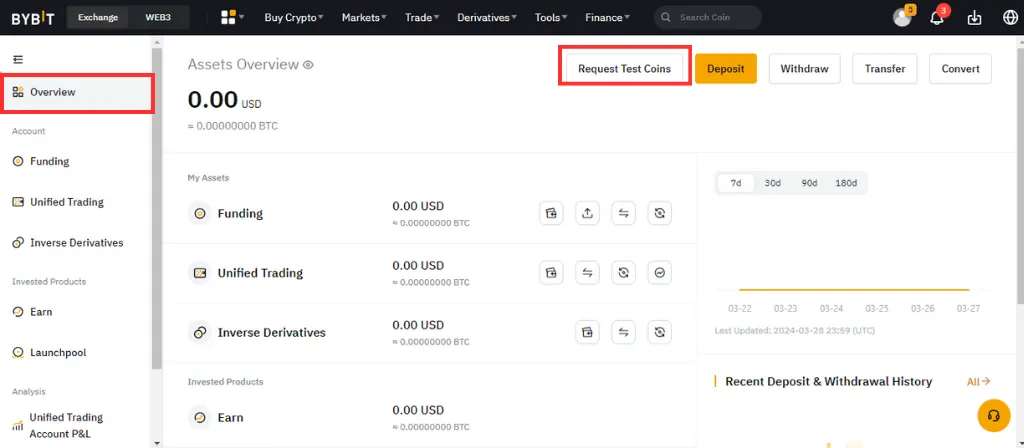 BYBIT Exchange WEB3 Buy Crypto Markets Trade Derivatives Tools Finance Search Coin 5 3
Overview
Account
Funding
Unified Trading
Inverse Derivatives
Invested Products
Earn
Launchpool
Analysis
Unified Trading
Account P&L
Assets Overview
Request Test Coins Deposit Withdraw Transfer Convert
0.00 USD
≈ 0.00000000 BTC
My Assets
Funding 0.00 USD
≈ 0.00000000 BTC
Unified Trading 0.00 USD
≈ 0.00000000 BTC
Inverse Derivatives 0.00 USD
≈ 0.00000000 BTC
Invested Products
Earn 0.00 USD
≈ 0.00000000 BTC
7d 30d 90d 180d
03-22 03-23 03-24 03-25 03-26 03-27
Last Updated: 2024-03-28 23:59 (UTC)
Recent Deposit & Withdrawal History All